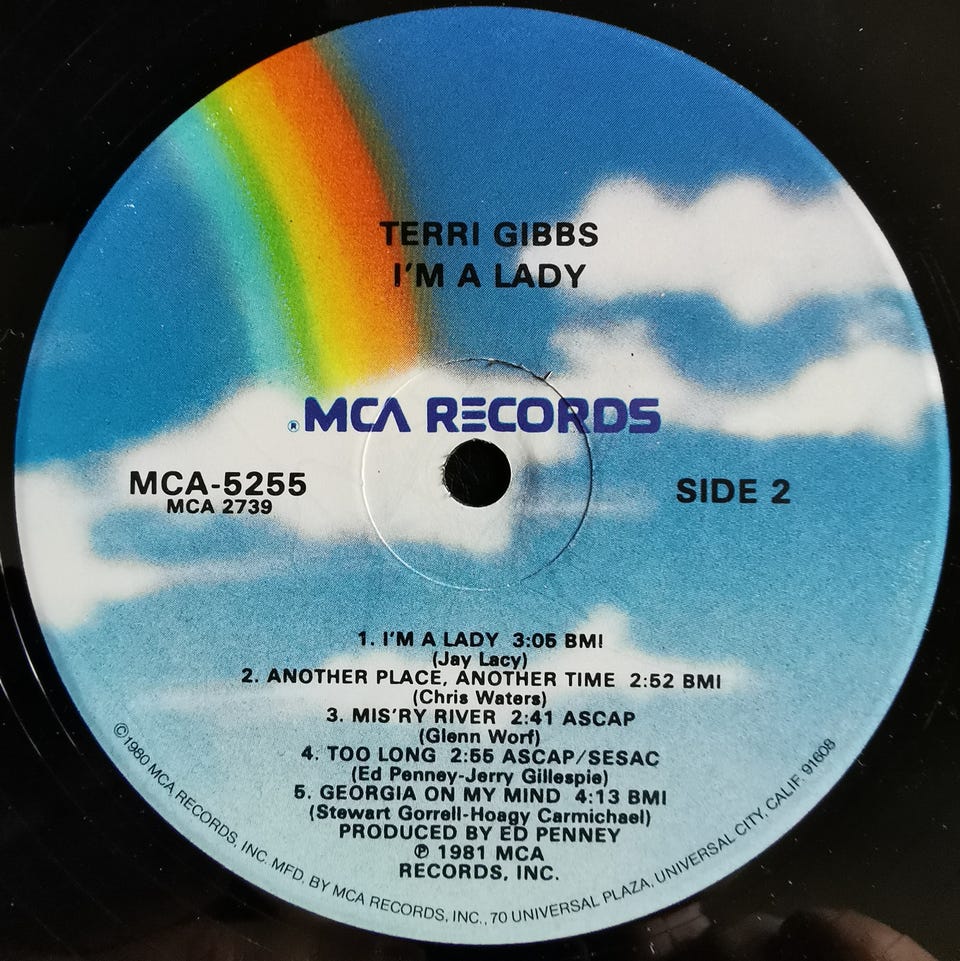 TERRI GIBBS
I'M A LADY
®MCA RECORDS
MCA-5255
MCA 2739
SIDE 2
1. I'M A LADY 3:05 BMI
(Jay Lacy)
2. ANOTHER PLACE, ANOTHER TIME 2:52 BMI
(Chris Waters)
3. MIS'RY RIVER 2:41 ASCAP
(Glenn Worf)
4. TOO LONG 2:55 ASCAP/SESAC
(Ed Penney-Jerry Gillespie)
5. GEORGIA ON MY MIND 4:13 BMI
(Stewart Gorrell-Hoagy Carmichael)
PRODUCED BY ED PENNEY
℗ 1981 MCA
RECORDS, INC.
©1980 MCA RECORDS, INC. MFD. BY MCA RECORDS, INC., 70 UNIVERSAL PLAZA, UNIVERSAL CITY, CALIF. 91608